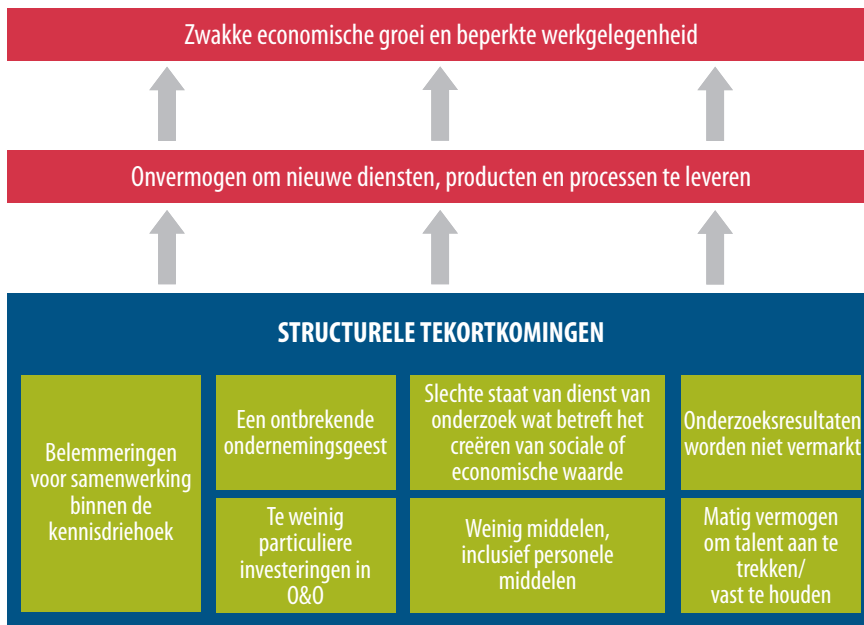 Zwakke economische groei en beperkte werkgelegenheid
Onvermogen om nieuwe diensten, producten en processen te leveren
STRUCTURELE TEKORTKOMINGEN
Belemmeringen
voor samenwerking
binnen de
kennisdriehoek
Een ontbrekende
ondernemingsgeest
Slechte staat van dienst van
onderzoek wat betreft het
creëren van sociale of
economische waarde
Onderzoeksresultaten
worden niet vermarkt
Te weinig
particuliere
investeringen in
O&O
Weinig middelen,
inclusief personele
middelen
Matig vermogen
om talent aan te
trekken/
vast te houden